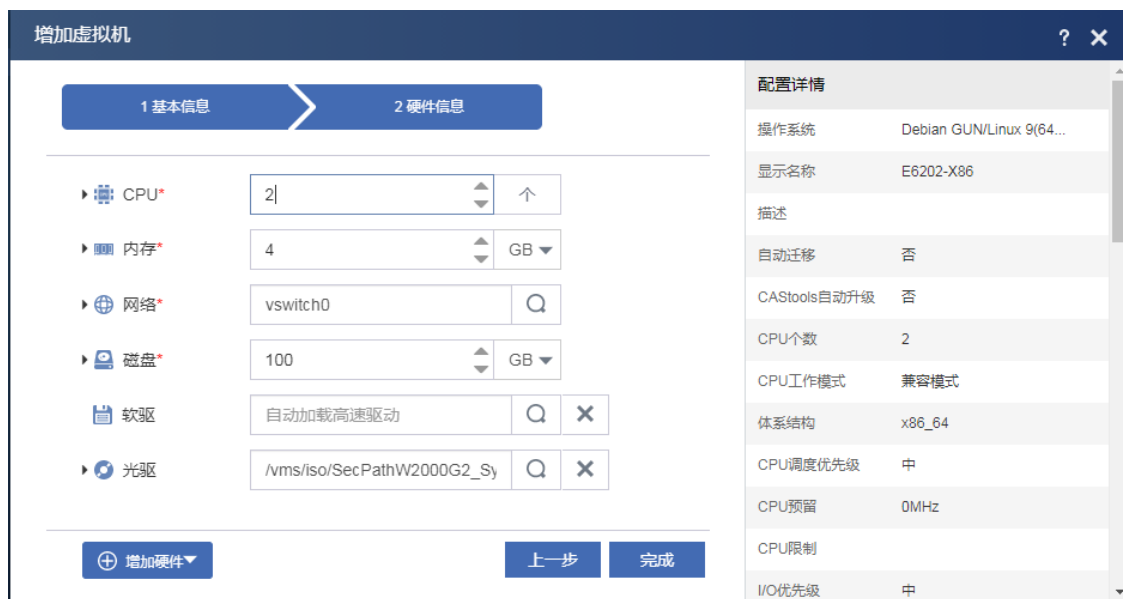 增加虚拟机
? ×
1 基本信息
2 硬件信息
CPU* 2 个
内存* 4 GB
网络* vswitch0
磁盘* 100 GB
软驱 自动加载高速驱动
光驱 /vms/iso/SecPathW2000G2_Sy
增加硬件
上一步
完成
配置详情
操作系统 Debian GUN/Linux 9(64...
显示名称 E6202-X86
描述
自动迁移 否
CAStools自动升级 否
CPU个数 2
CPU工作模式 兼容模式
体系结构 x86_64
CPU调度优先级 中
CPU预留 0MHz
CPU限制
I/O优先级 中